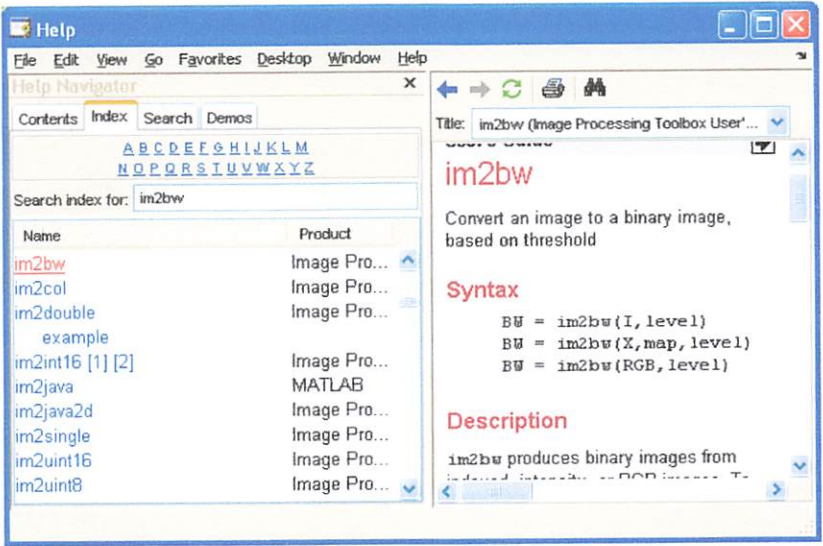 Help
File Edit View Go Favorites Desktop Window Help
Help Navigator
Contents Index Search Demos
A B C D E F G H I J K L M
N O P Q R S T U V W X Y Z
Search index for: im2bw
Name Product
im2bw Image Pro...
im2col Image Pro...
im2double Image Pro...
example
im2int16 [1] [2] Image Pro...
im2java MATLAB
im2java2d Image Pro...
im2single Image Pro...
im2uint16 Image Pro...
im2uint8 Image Pro...
Title: im2bw (Image Processing Toolbox User'...
im2bw
Convert an image to a binary image,
based on threshold
Syntax
BW = im2bw(I,level)
BW = im2bw(X,map,level)
BW = im2bw(RGB,level)
Description
im2bw produces binary images from